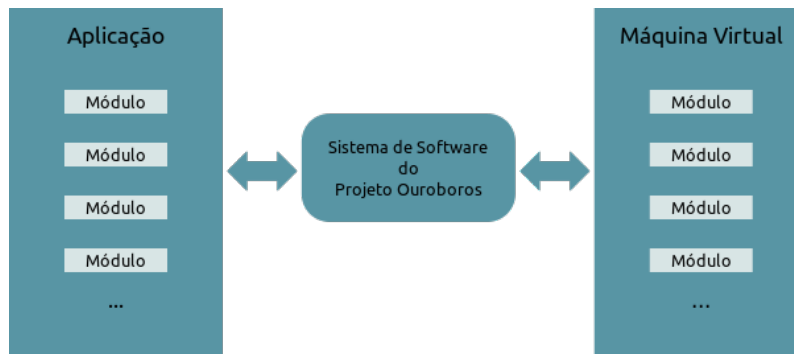 Aplicação
Módulo
Módulo
Módulo
Módulo
...
Sistema de Software
do
Projeto Ouroboros
Máquina Virtual
Módulo
Módulo
Módulo
Módulo
...